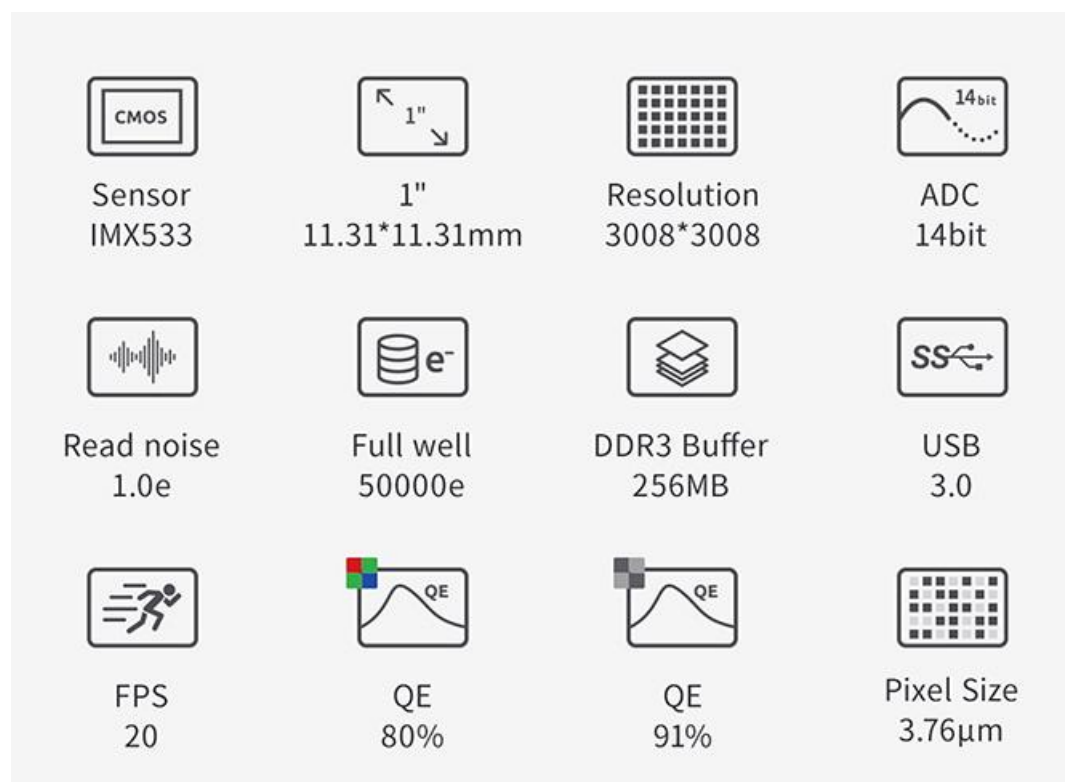 CMOS
Sensor
IMX533
1"
1"
11.31*11.31mm
Resolution
3008*3008
14bit
ADC
14bit
Read noise
1.0e
e⁻
Full well
50000e
DDR3 Buffer
256MB
SS
USB
3.0
FPS
20
QE
QE
80%
QE
QE
91%
Pixel Size
3.76μm